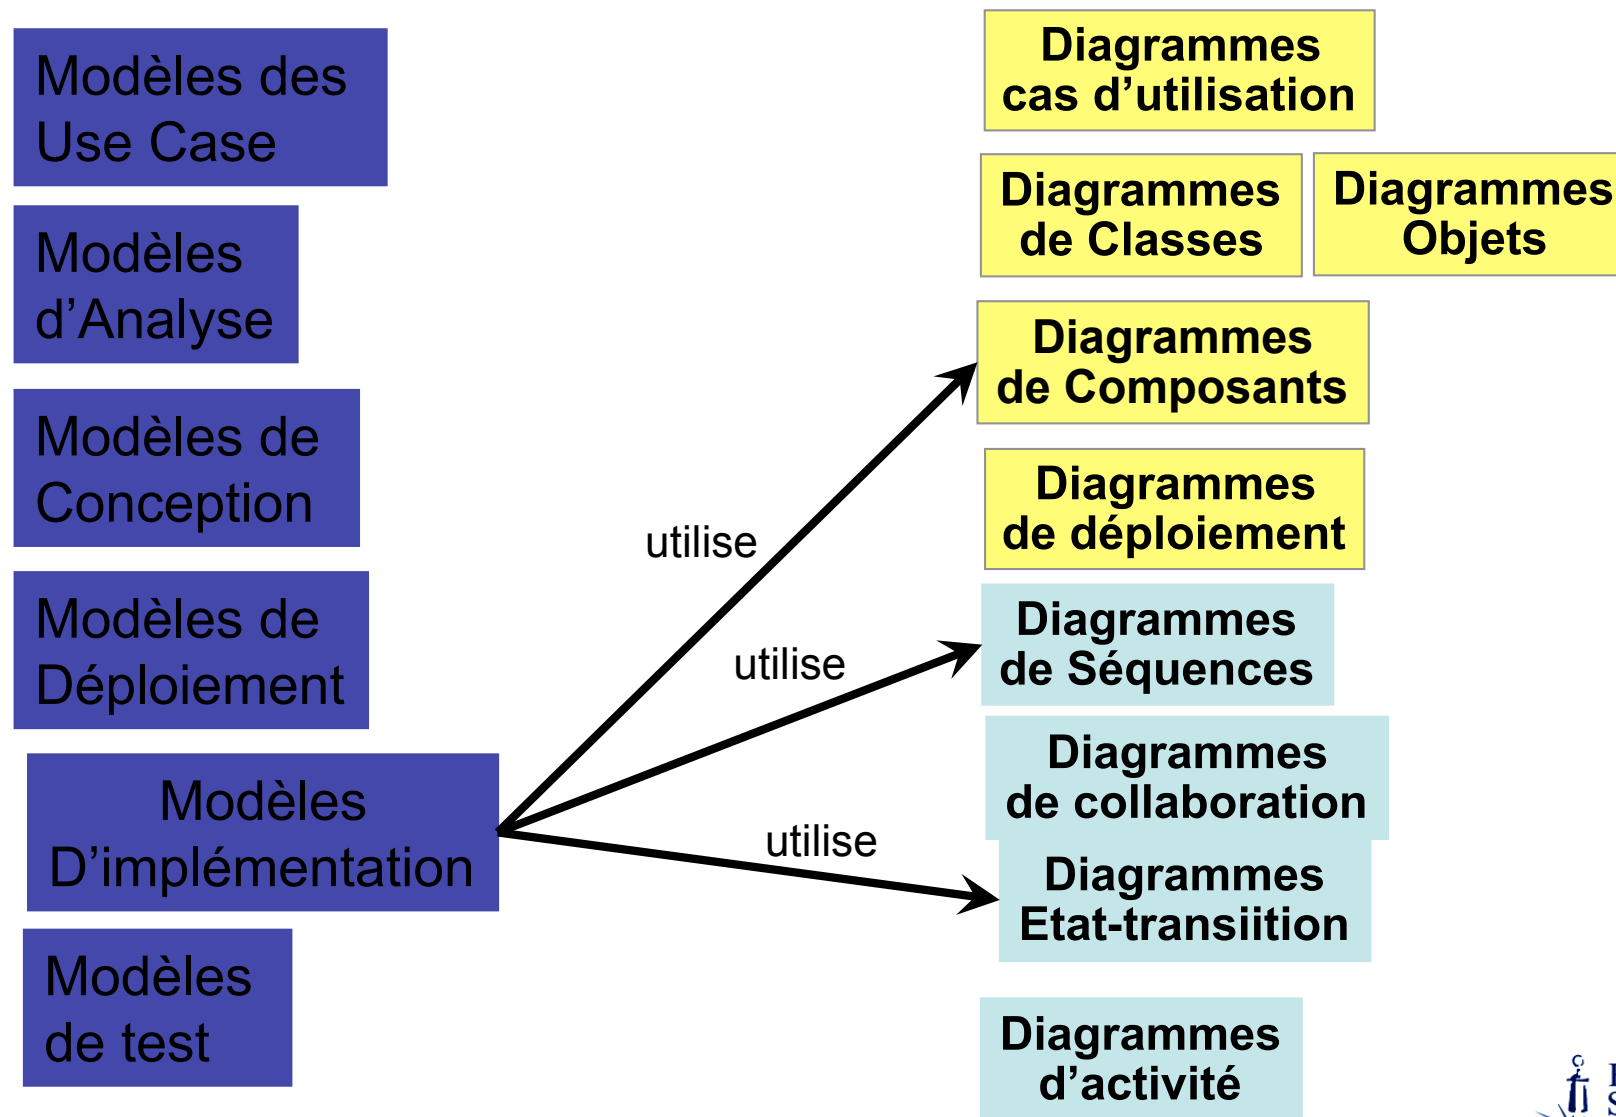 Modèles des
Use Case
Modèles
d’Analyse
Modèles de
Conception
Modèles de
Déploiement
Modèles
D’implémentation
Modèles
de test
utilise
utilise
utilise
Diagrammes
cas d’utilisation
Diagrammes
de Classes
Diagrammes
Objets
Diagrammes
de Composants
Diagrammes
de déploiement
Diagrammes
de Séquences
Diagrammes
de collaboration
Diagrammes
Etat-transiition
Diagrammes
d’activité